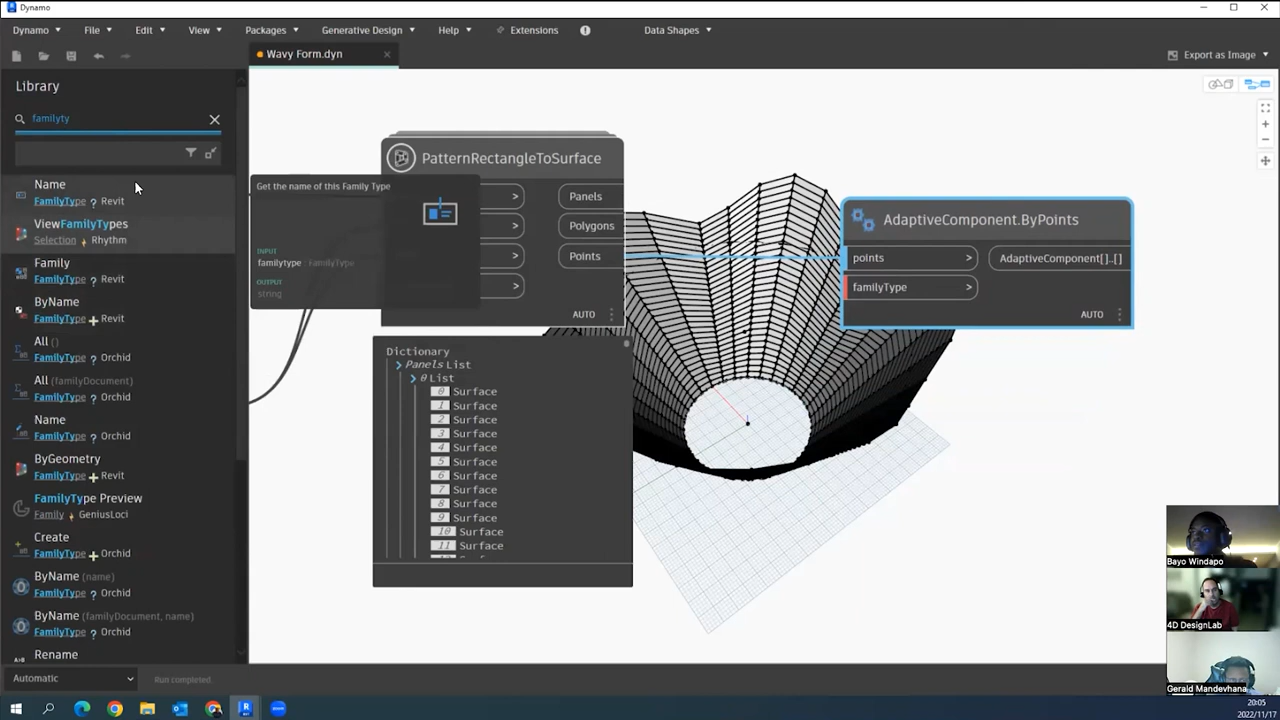 Dynamo
Dynamo File Edit View Packages Generative Design Help Extensions Data Shapes
Wavy Form.dyn
Export as Image
Library
familyty
Name
FamilyType ? Revit
ViewFamilyTypes
Selection Rhythm
Family
FamilyType ? Revit
ByName
FamilyType + Revit
All ()
FamilyType ? Orchid
All (familyDocument)
FamilyType ? Orchid
Name
FamilyType ? Orchid
ByGeometry
FamilyType + Revit
FamilyType Preview
Family GeniusLoci
Create
FamilyType + Orchid
ByName (name)
FamilyType ? Orchid
ByName (familyDocument, name)
FamilyType ? Orchid
Rename
Get the name of this Family Type
INPUT
familytype : FamilyType
OUTPUT
string
PatternRectangleToSurface
> Panels
> Polygons
> Points
>
AUTO
Dictionary
Panels List
0 List
0 Surface
1 Surface
2 Surface
3 Surface
4 Surface
5 Surface
6 Surface
7 Surface
8 Surface
9 Surface
10 Surface
11 Surface
AdaptiveComponent.ByPoints
points > AdaptiveComponent[]..[]
familyType >
AUTO
Bayo Windapo
4D DesignLab
Gerald Mandevhana
Automatic
Run completed.
20:05
2022/11/17